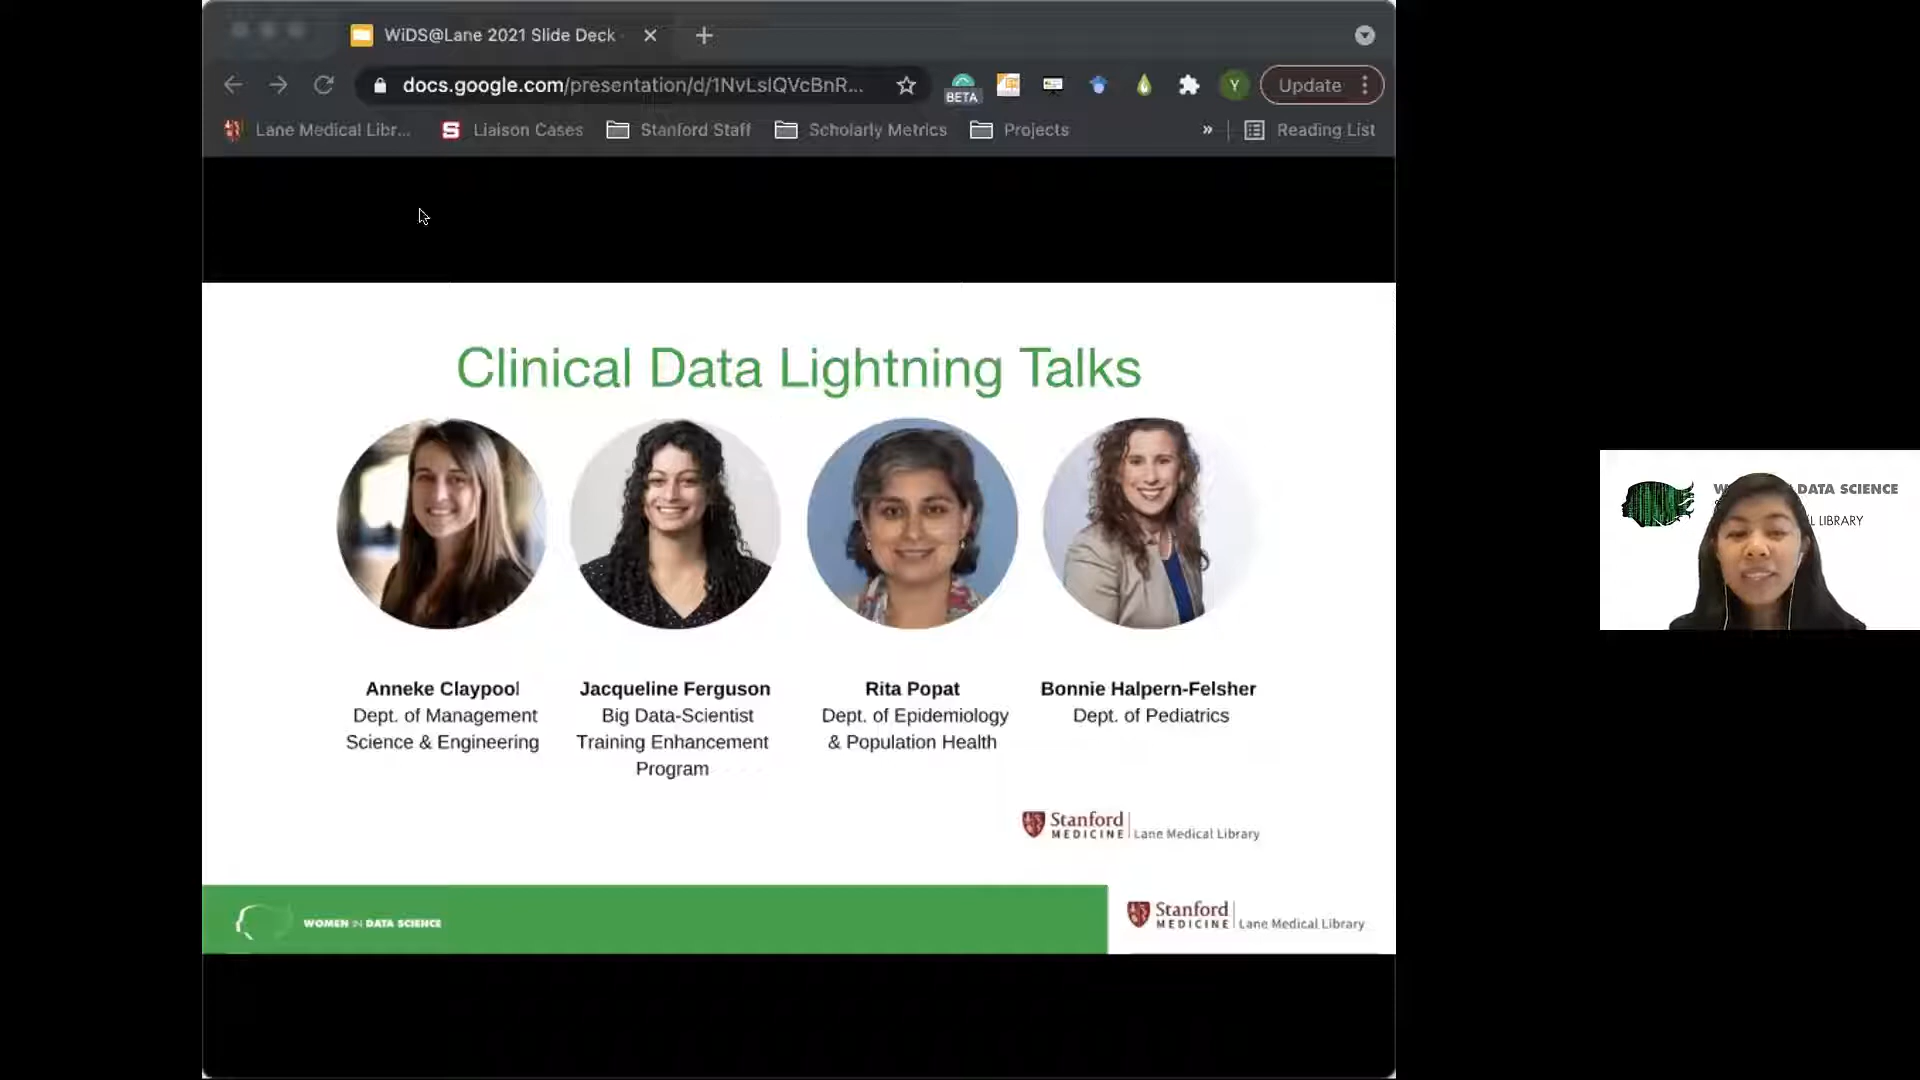 WiDS@Lane 2021 Slide Deck
docs.google.com/presentation/d/1NvLsIQVcBnR...
BETA
Y
Update
Lane Medical Libr...
Liaison Cases
Stanford Staff
Scholarly Metrics
Projects
»
Reading List
Clinical Data Lightning Talks
Anneke Claypool
Dept. of Management
Science & Engineering
Jacqueline Ferguson
Big Data-Scientist
Training Enhancement
Program
Rita Popat
Dept. of Epidemiology
& Population Health
Bonnie Halpern-Felsher
Dept. of Pediatrics
Stanford
MEDICINE
Lane Medical Library
WOMEN IN DATA SCIENCE
Stanford
MEDICINE
Lane Medical Library
DATA SCIENCE
LIBRARY